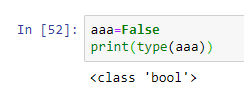 In [52]: aaa=False
print(type(aaa))
<class 'bool'>